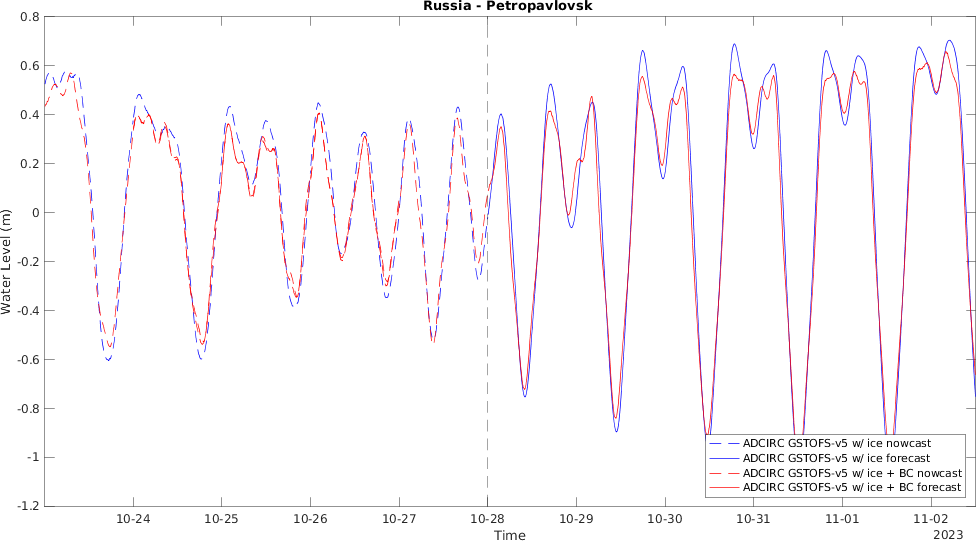 Russia - Petropavlovsk
0.8
0.6
0.4
0.2
0
-0.2
-0.4
-0.6
-0.8
-1
-1.2
Water Level (m)
ADCIRC GSTOFS-v5 w/ ice nowcast
ADCIRC GSTOFS-v5 w/ ice forecast
ADCIRC GSTOFS-v5 w/ ice + BC nowcast
ADCIRC GSTOFS-v5 w/ ice + BC forecast
10-24 10-25 10-26 10-27 10-28 10-29 10-30 10-31 11-01 11-02
Time
2023